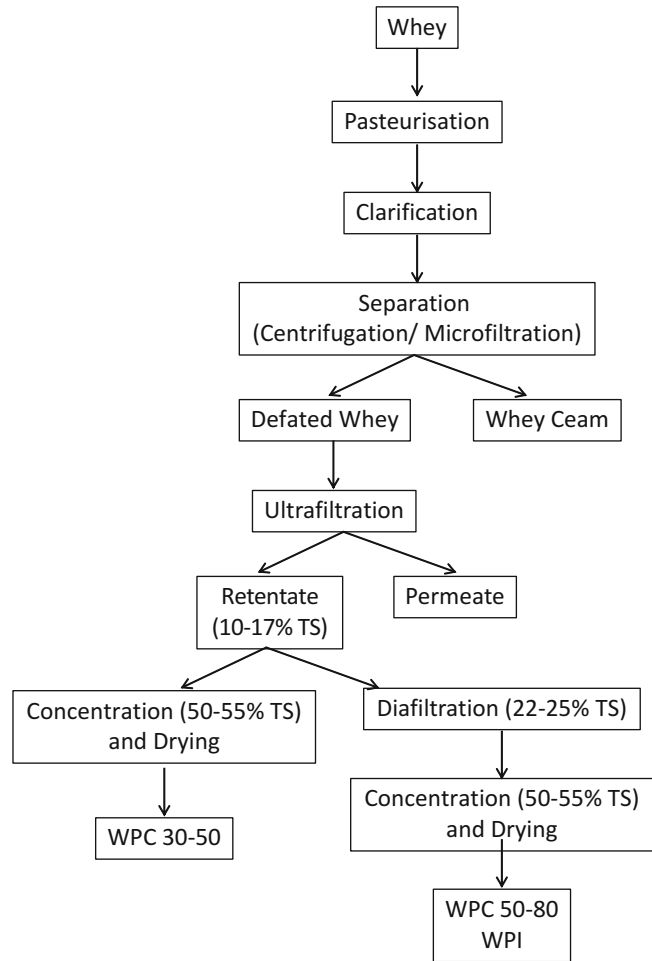 Whey
Pasteurisation
Clarification
Separation
(Centrifugation/ Microfiltration)
Defated Whey
Whey Ceam
Ultrafiltration
Retentate
(10-17% TS)
Permeate
Concentration (50-55% TS)
and Drying
Diafiltration (22-25% TS)
WPC 30-50
Concentration (50-55% TS)
and Drying
WPC 50-80
WPI